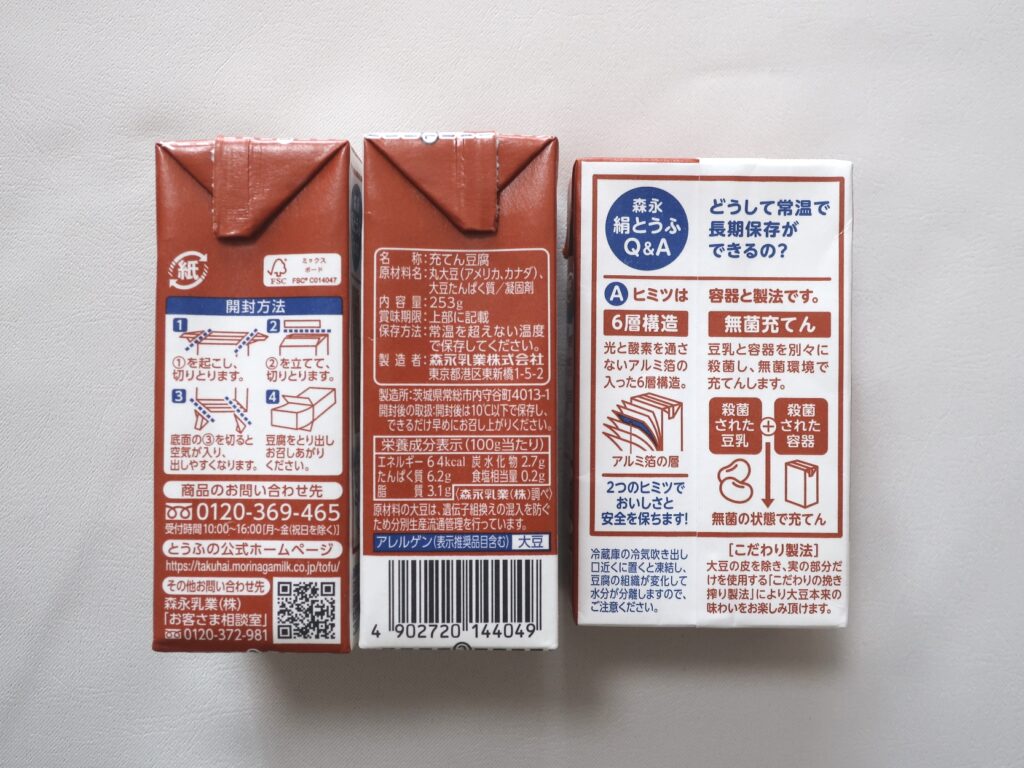 紙
ミックス
ボード
FSC
FSC® C014047
開封方法
1
①を起こし、
切りとります。
2
②を立てて、
切りとります。
3
底面の③を切ると
空気が入り、
出しやすくなります。
4
豆腐をとり出し
お召しあがり
ください。
商品のお問い合わせ先
0120-369-465
受付時間10:00〜16:00[月〜金(祝日を除く)]
とうふの公式ホームページ
https://takuhai.morinagamilk.co.jp/tofu/
その他お問い合わせ先
森永乳業(株)
「お客さま相談室」
0120-372-981
名 称:充てん豆腐
原材料名:丸大豆(アメリカ、カナダ)、
大豆たんぱく質/凝固剤
内 容 量:253g
賞味期限:上部に記載
保存方法:常温を超えない温度
で保存してください。
製 造 者:森永乳業株式会社
東京都港区東新橋1-5-2
製造所:茨城県常総市内守谷町4013-1
開封後の取扱:開封後は10℃以下で保存し、
できるだけ早めにお召し上がりください。
栄養成分表示(100g当たり)
エネルギー 64kcal 炭水化物 2.7g
たんぱく質 6.2g 食塩相当量 0.2g
脂 質 3.1g (森永乳業(株)調べ)
原材料の大豆は、遺伝子組換えの混入を防ぐ
ため分別生産流通管理を行っています。
アレルゲン(表示推奨品目含む) 大豆
4 902720 144049
森永
絹とうふ
Q&A
どうして常温で
長期保存が
できるの?
A ヒミツは 容器と製法です。
6層構造
光と酸素を通さ
ないアルミ箔の
入った6層構造。
アルミ箔の層
2つのヒミツで
おいしさと
安全を保ちます!
無菌充てん
豆乳と容器を別々に
殺菌し、無菌環境で
充てんします。
殺菌
された
豆乳
+
殺菌
された
容器
無菌の状態で充てん
冷蔵庫の冷気吹き出し
口近くに置くと凍結し、
豆腐の組織が変化して
水分が分離しますので、
ご注意ください。
[こだわり製法]
大豆の皮を除き、実の部分だ
けを使用する「こだわりの挽き
搾り製法」により大豆本来の
味わいをお楽しみ頂けます。